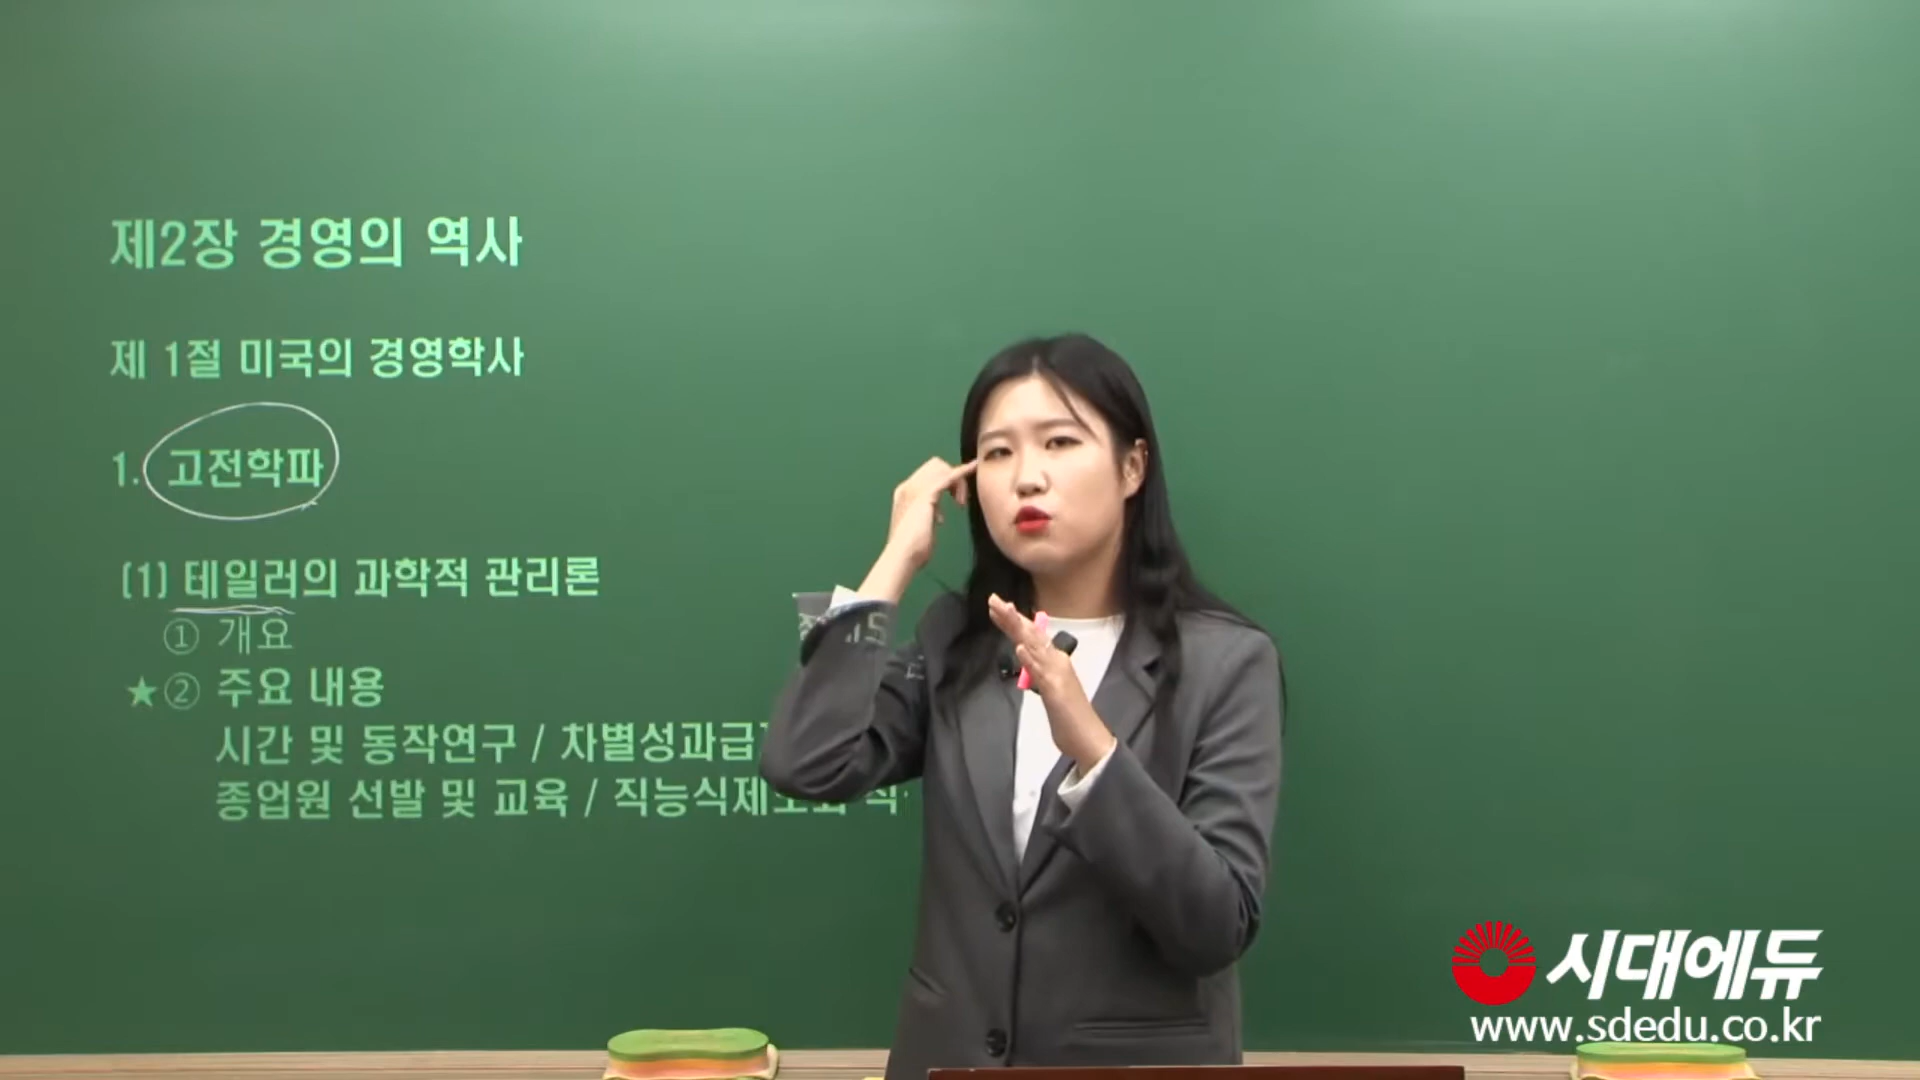 제2장 경영의 역사
제 1절 미국의 경영학사
1. 고전학파
(1) 테일러의 과학적 관리론
① 개요
★② 주요 내용
시간 및 동작연구 / 차별성과급
종업원 선발 및 교육 / 직능식제
시대에듀
www.sdedu.co.kr